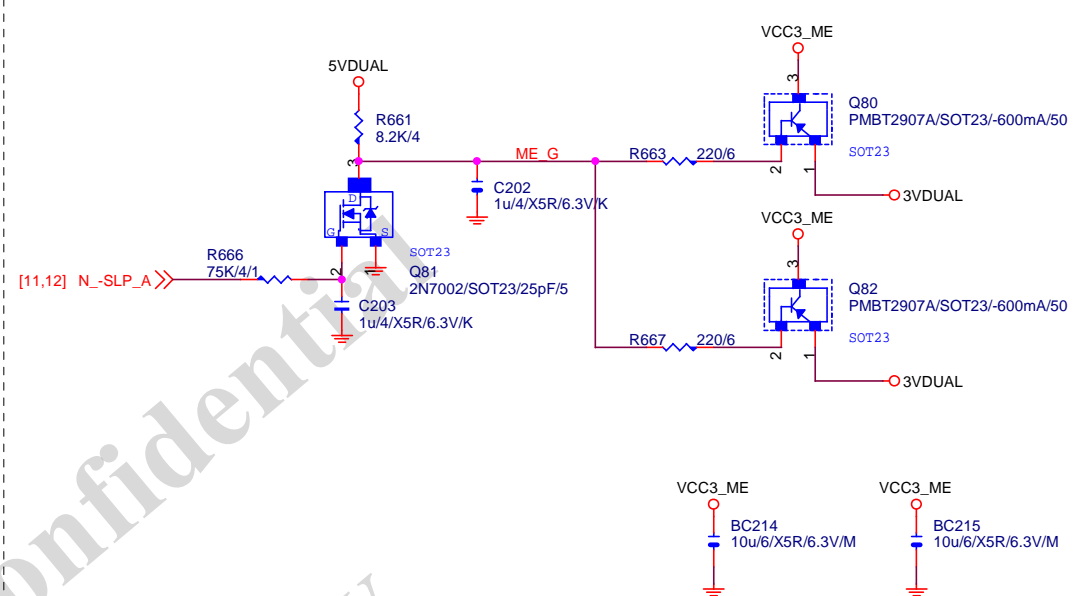 VCC3_ME
3
Q80
PMBT2907A/SOT23/-600mA/50
SOT23
2
1
3VDUAL
5VDUAL
R661
8.2K/4
3
ME_G
R663
220/6
C202
1u/4/X5R/6.3V/K
D
G
S
SOT23
Q81
2N7002/SOT23/25pF/5
2
1
R666
75K/4/1
[11,12] N_-SLP_A
C203
1u/4/X5R/6.3V/K
VCC3_ME
3
Q82
PMBT2907A/SOT23/-600mA/50
SOT23
R667
220/6
2
1
3VDUAL
VCC3_ME
BC214
10u/6/X5R/6.3V/M
VCC3_ME
BC215
10u/6/X5R/6.3V/M
onfidential